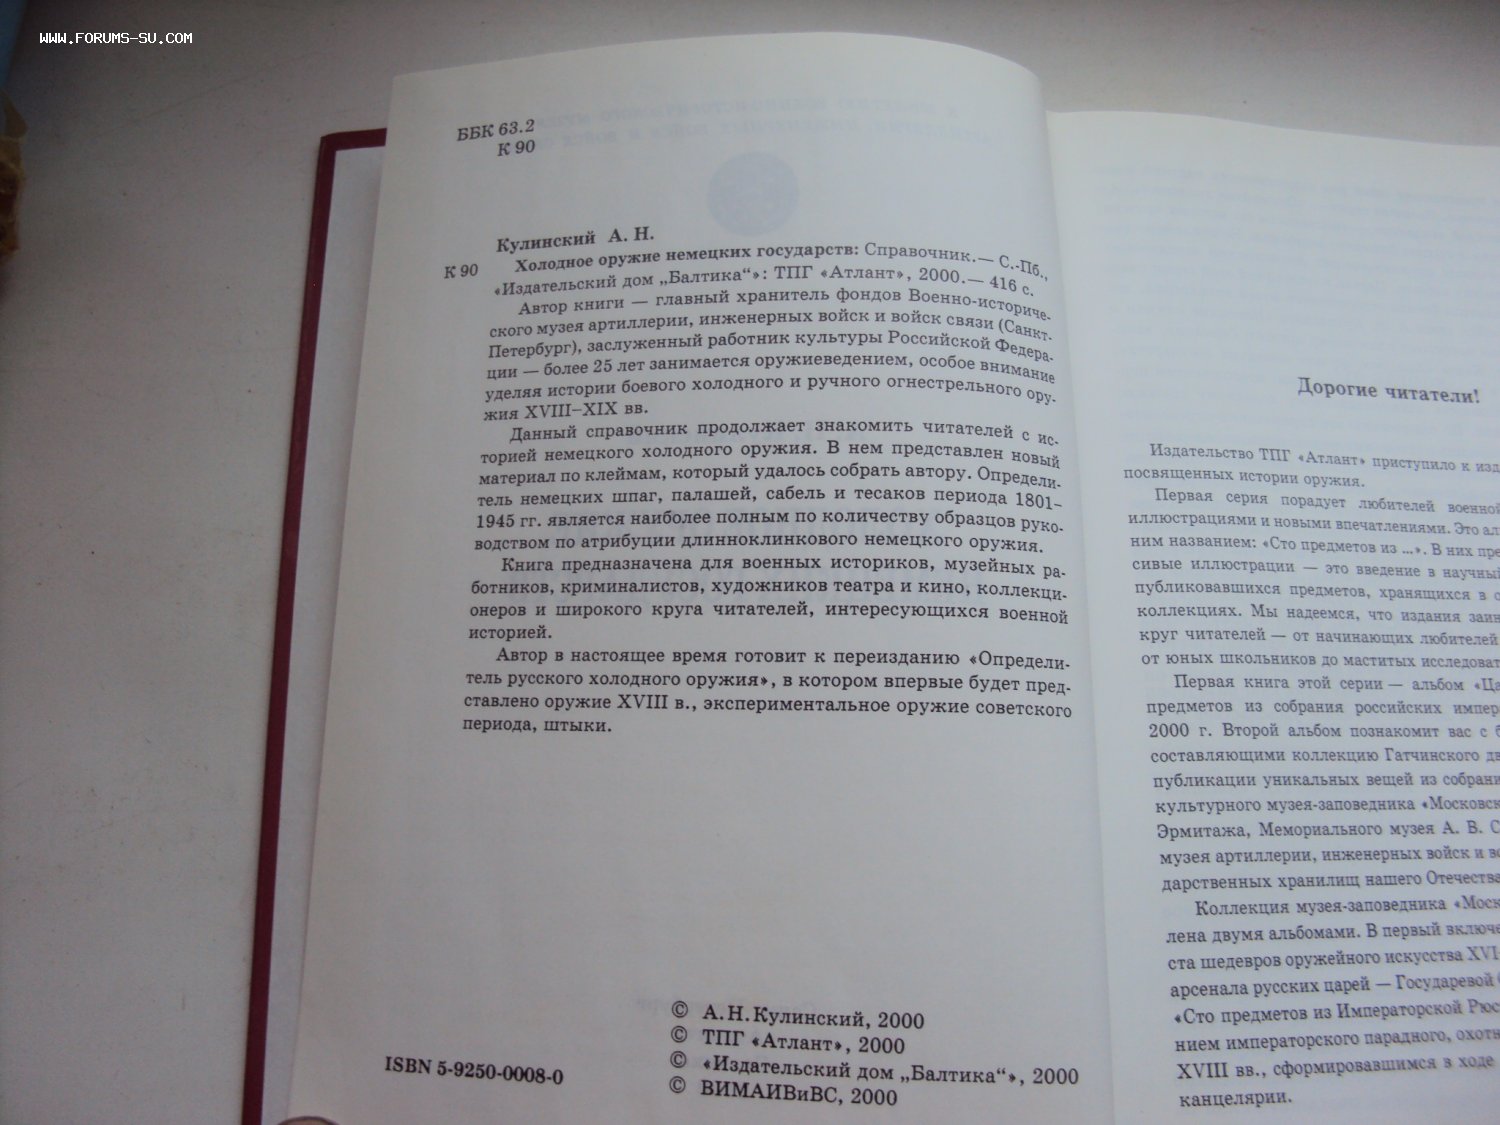 WWW.FORUMS-SU.COM
ББК 63.2
К 90
Кулинский А. Н.
К 90
Холодное оружие немецких государств: Справочник.— С.-Пб.,
«Издательский дом „Балтика“»: ТПГ «Атлант», 2000.— 416 с.
Автор книги — главный хранитель фондов Военно-историче-
ского музея артиллерии, инженерных войск и войск связи (Санкт-
Петербург), заслуженный работник культуры Российской Федера-
ции — более 25 лет занимается оружиеведением, особое внимание
уделяя истории боевого холодного и ручного огнестрельного ору-
жия XVIII–XIX вв.
Данный справочник продолжает знакомить читателей с ис-
торией немецкого холодного оружия. В нем представлен новый
материал по клеймам, который удалось собрать автору. Определи-
тель немецких шпаг, палашей, сабель и тесаков периода 1801–
1945 гг. является наиболее полным по количеству образцов руко-
водством по атрибуции длинноклинкового немецкого оружия.
Книга предназначена для военных историков, музейных ра-
ботников, криминалистов, художников театра и кино, коллекци-
онеров и широкого круга читателей, интересующихся военной
историей.
Автор в настоящее время готовит к переизданию «Определи-
тель русского холодного оружия», в котором впервые будет пред-
ставлено оружие XVIII в., экспериментальное оружие советского
периода, штыки.
© А. Н. Кулинский, 2000
© ТПГ «Атлант», 2000
© «Издательский дом „Балтика“», 2000
© ВИМАИВиВС, 2000
ISBN 5-9250-0008-0
Дорогие читатели!
Издательство ТПГ «Атлант» приступило к изд
посвященных истории оружия.
Первая серия порадует любителей военной
иллюстрациями и новыми впечатлениями. Это ал
ним названием: «Сто предметов из ...». В них пре
сивые иллюстрации — это введение в научный
публиковавшихся предметов, хранящихся в
коллекциях. Мы надеемся, что издания заин
круг читателей — от начинающих любителей
от юных школьников до маститых исследоват
Первая книга этой серии — альбом «Ца
предметов из собрания российских импер
2000 г. Второй альбом познакомит вас с
составляющими коллекцию Гатчинского дв
публикации уникальных вещей из собрани
культурного музея-заповедника «Московск
Эрмитажа, Мемориального музея А. В. С
музея артиллерии, инженерных войск и в
дарственных хранилищ нашего Отечества
Коллекция музея-заповедника «Моск
лена двумя альбомами. В первый включе
ста шедевров оружейного искусства XVI
арсенала русских царей — Государевой
«Сто предметов из Императорской Рюс
нием императорского парадного, охотн
XVIII вв., сформировавшимся в ходе
канцелярии.